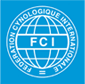 FEDERATION CYNOLOGIQUE INTERNATIONALE
FCI